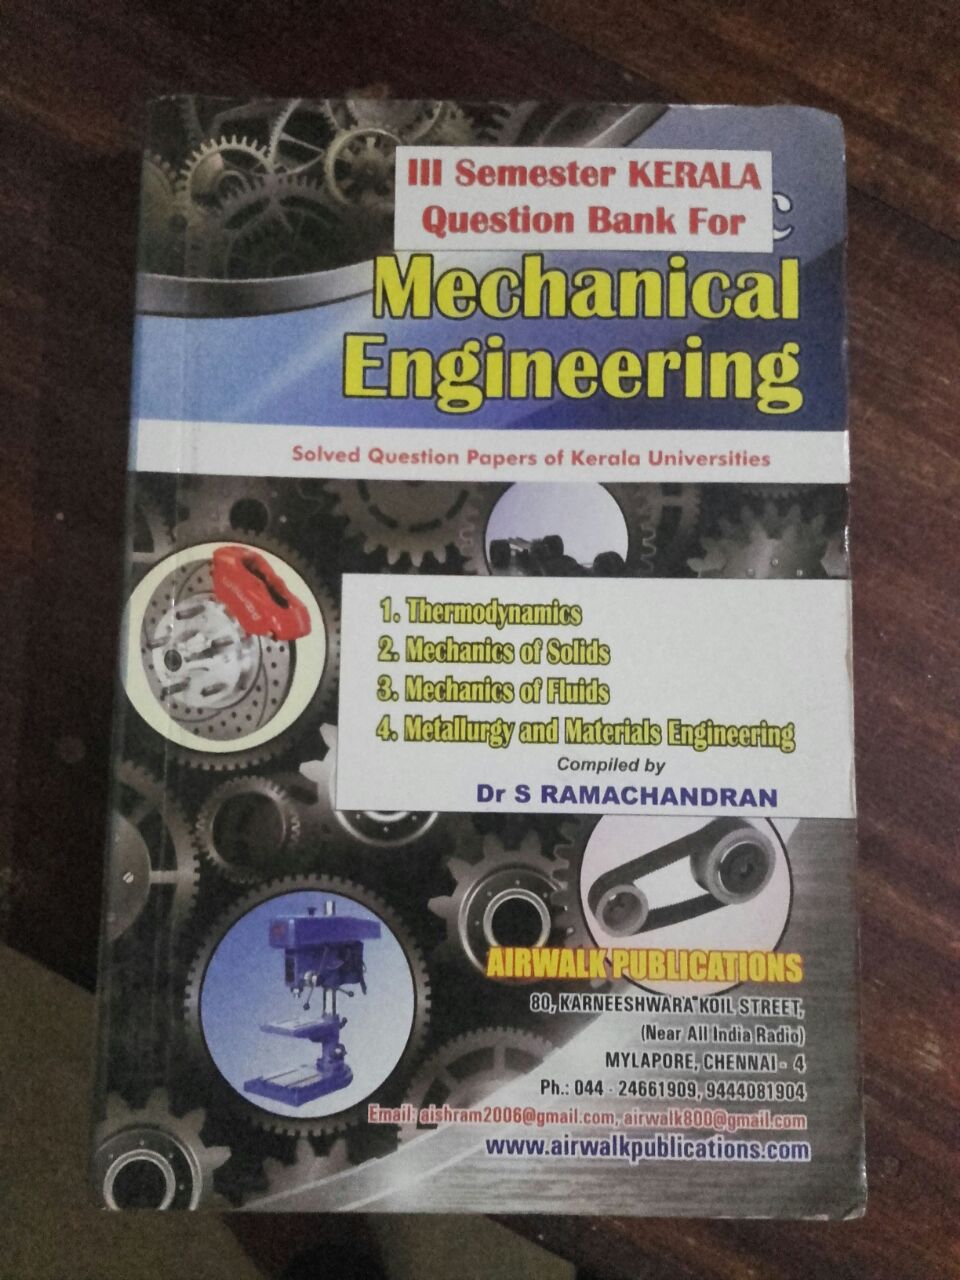 III Semester KERALA
Question Bank For
c
Mechanical
Engineering
Solved Question Papers of Kerala Universities
1. Thermodynamics
2. Mechanics of Solids
3. Mechanics of Fluids
4. Metallurgy and Materials Engineering
Compiled by
Dr S RAMACHANDRAN
AIRWALK PUBLICATIONS
80, KARNEESHWARA KOIL STREET,
(Near All India Radio)
MYLAPORE, CHENNAI - 4
Ph.: 044 - 24661909, 9444081904
Email: aishram2006@gmail.com, airwalk800@gmail.com
www.airwalkpublications.com